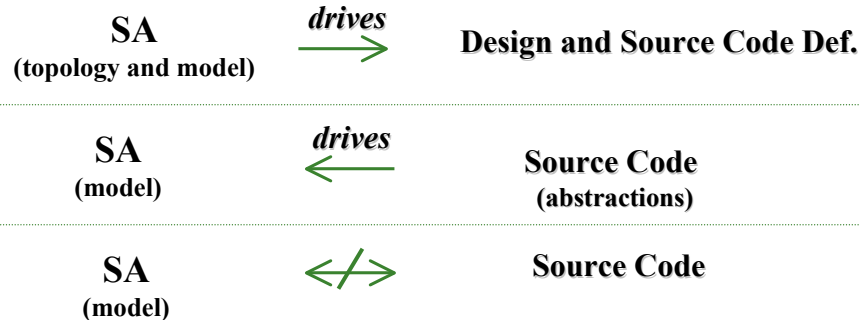 SA
drives
Design and Source Code Def.
(topology and model)
drives
SA
Source Code
(model)
(abstractions)
SA
Source Code
(model)